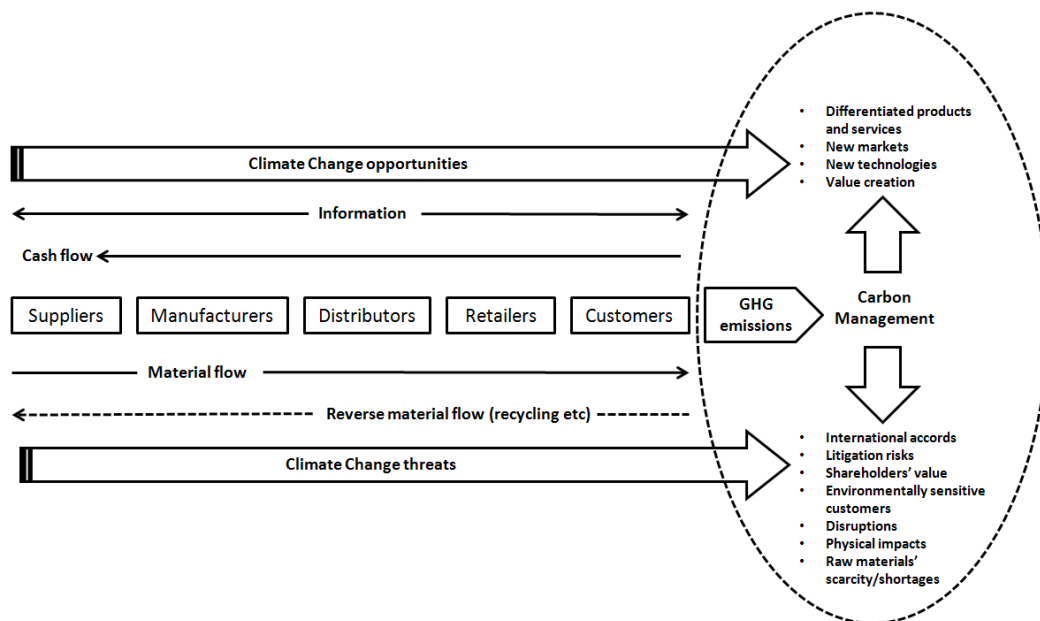 • Differentiated products
and services
• New markets
• New technologies
• Value creation
Climate Change opportunities
Information
Cash flow
Suppliers
Manufacturers
Distributors
Retailers
Customers
GHG
emissions
Carbon
Management
Material flow
Reverse material flow (recycling etc)
Climate Change threats
• International accords
• Litigation risks
• Shareholders’ value
• Environmentally sensitive
customers
• Disruptions
• Physical impacts
• Raw materials’
scarcity/shortages